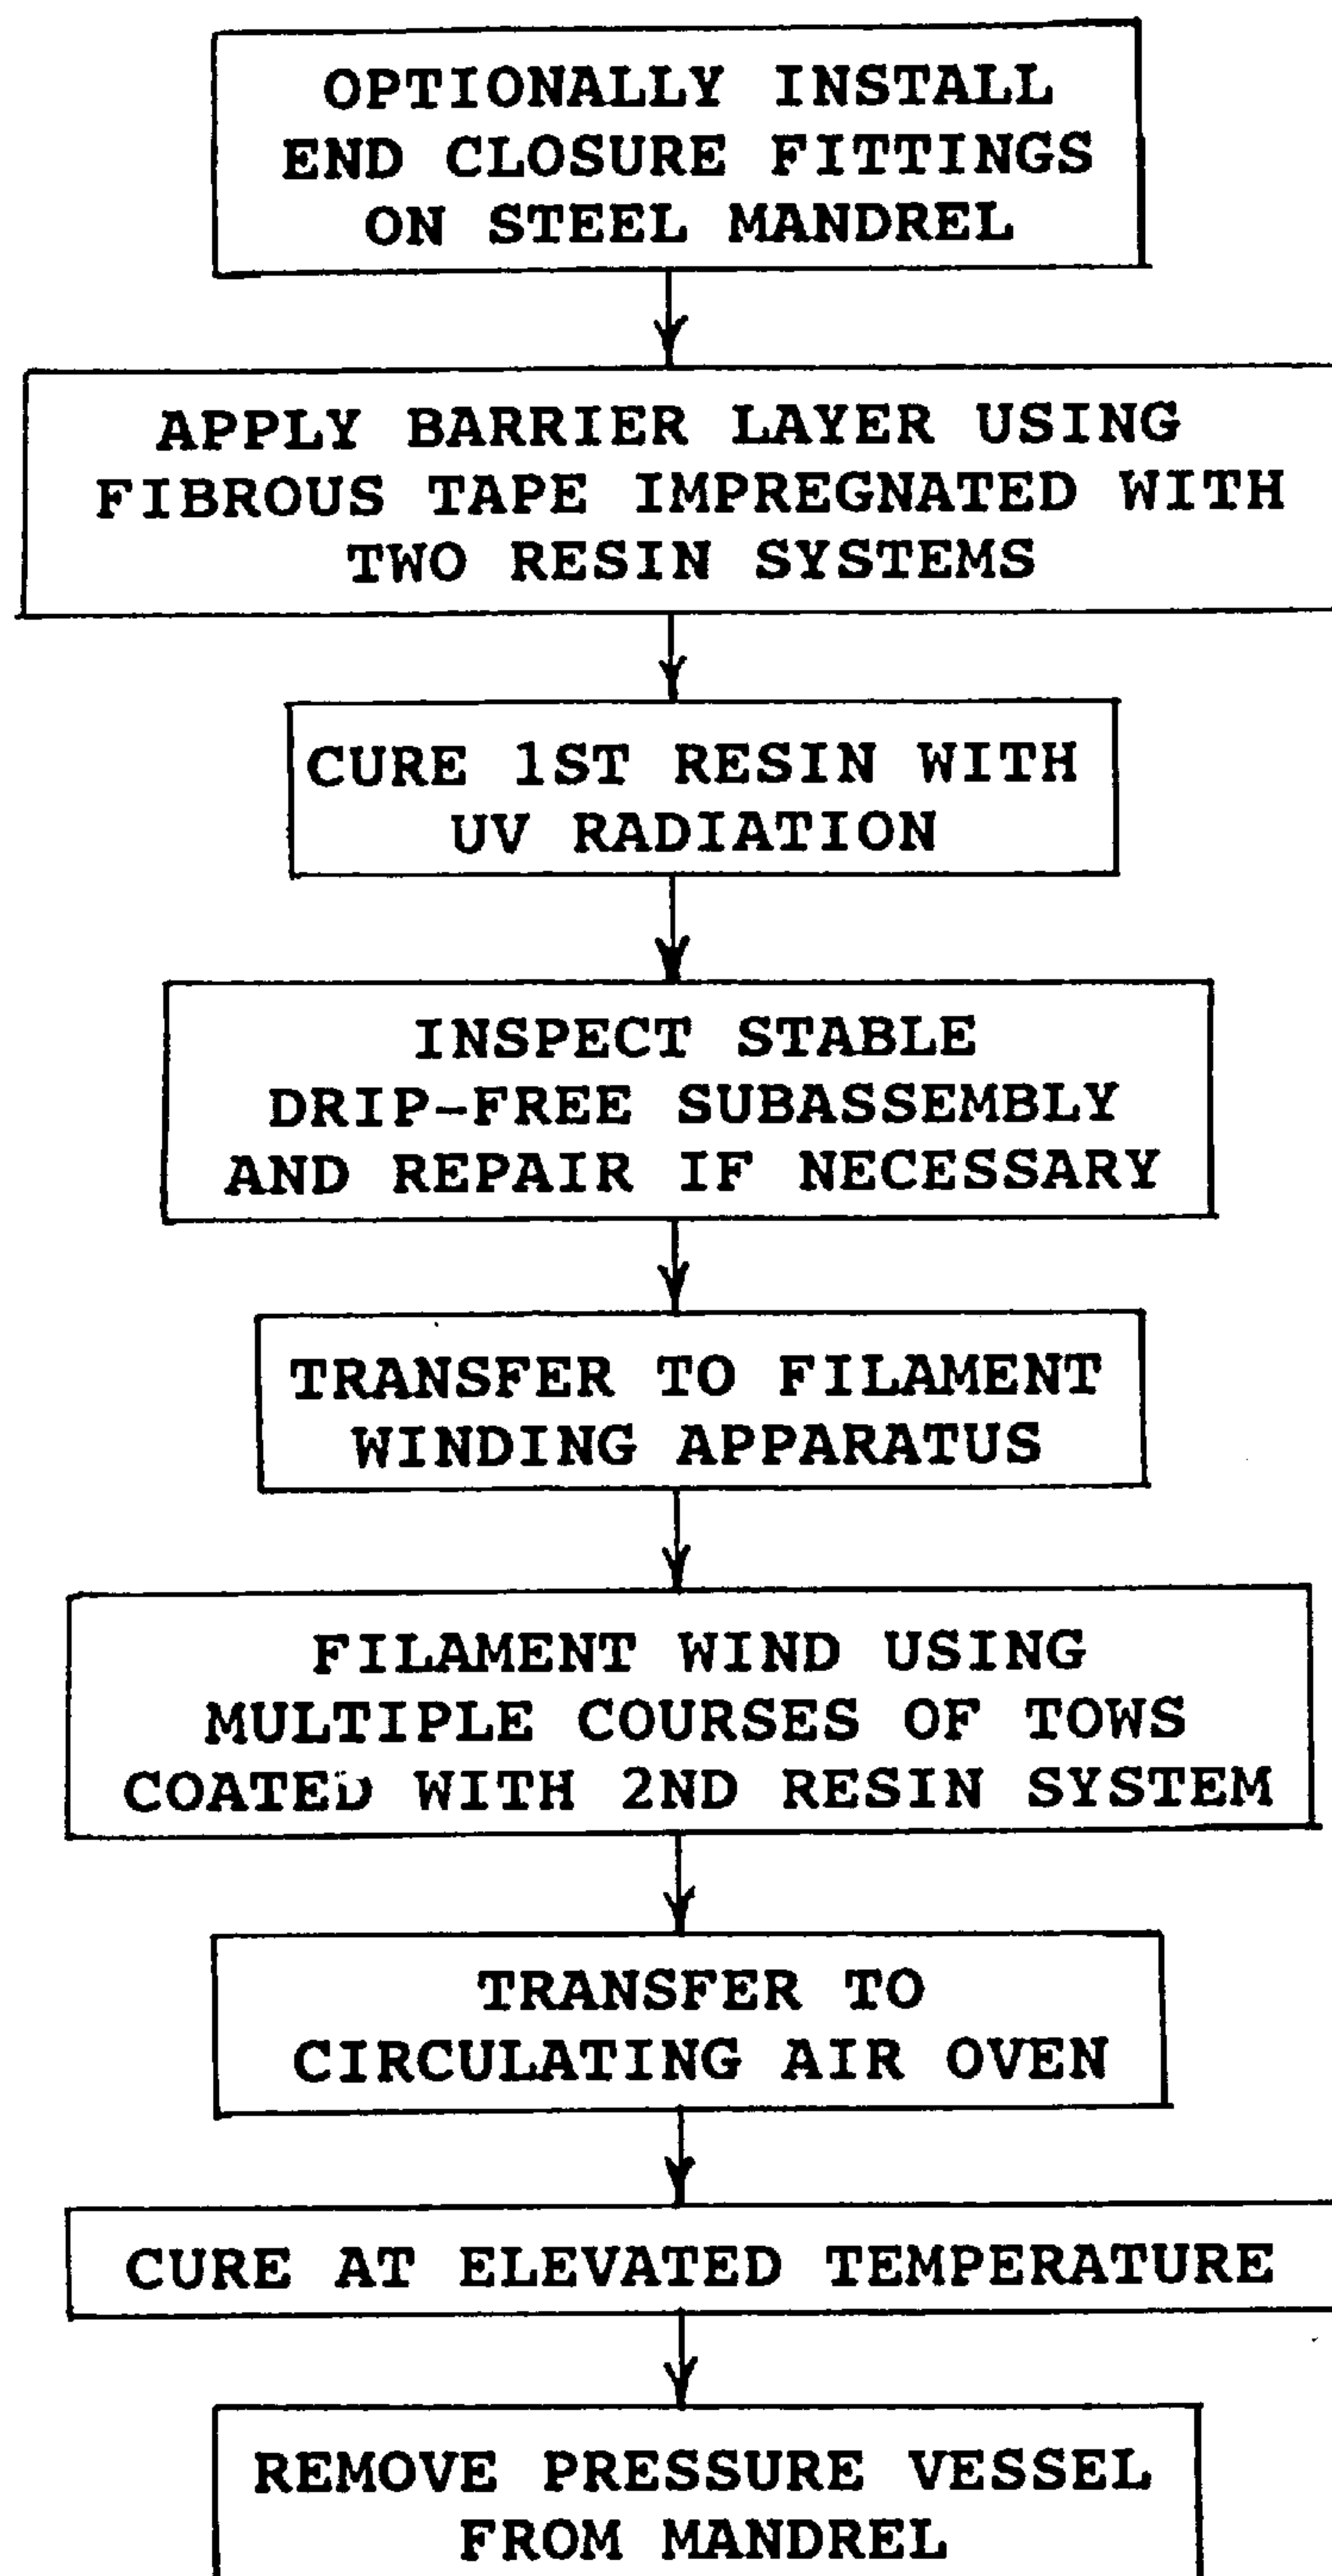 OPTIONALLY INSTALL
END CLOSURE FITTINGS
ON STEEL MANDREL
APPLY BARRIER LAYER USING
FIBROUS TAPE IMPREGNATED WITH
TWO RESIN SYSTEMS
CURE 1ST RESIN WITH
UV RADIATION
INSPECT STABLE
DRIP-FREE SUBASSEMBLY
AND REPAIR IF NECESSARY
TRANSFER TO FILAMENT
WINDING APPARATUS
FILAMENT WIND USING
MULTIPLE COURSES OF TOWS
COATED WITH 2ND RESIN SYSTEM
TRANSFER TO
CIRCULATING AIR OVEN
CURE AT ELEVATED TEMPERATURE
REMOVE PRESSURE VESSEL
FROM MANDREL